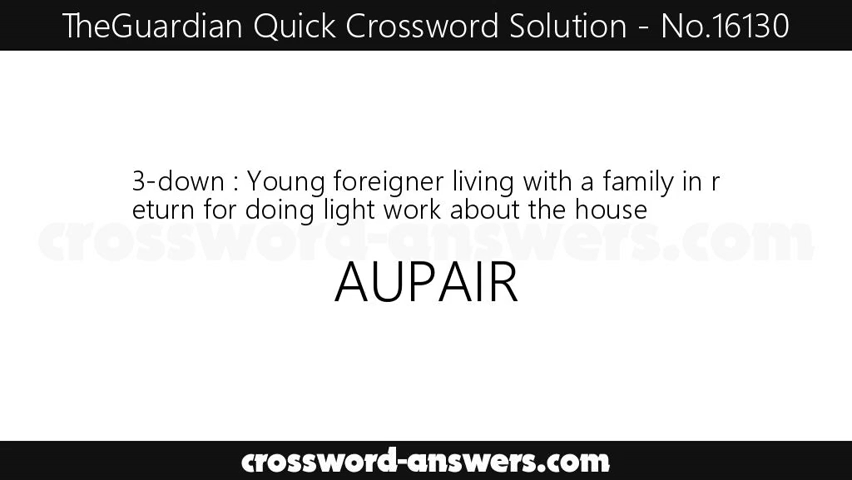 TheGuardian Quick Crossword Solution - No.16130
3-down : Young foreigner living with a family in r
eturn for doing light work about the house
crossword-answers.com
AUPAIR
crossword-answers.com